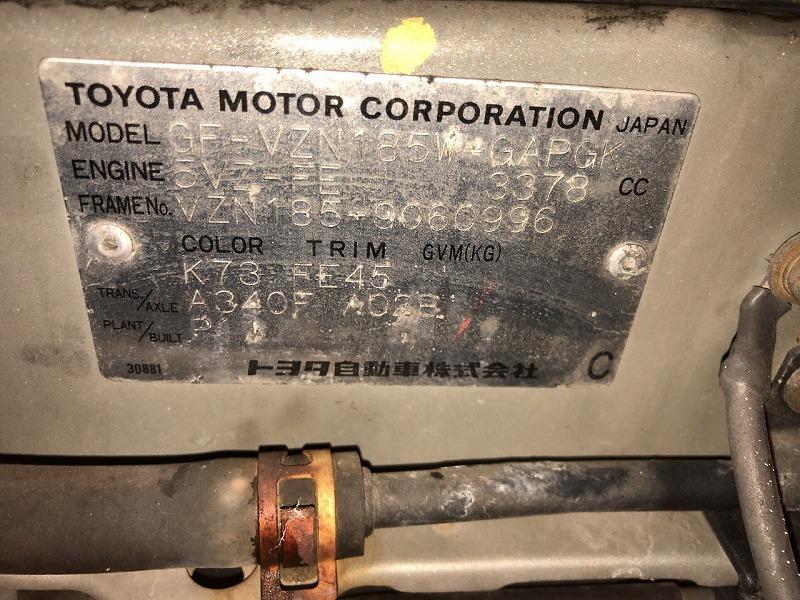 TOYOTA MOTOR CORPORATION JAPAN
MODEL GF-VZN185W-GAPGK
ENGINE 5VZ-FE 3378 CC
FRAME No. VZN185-9060996
COLOR TRIM GVM(KG)
K73 FE45
TRANS./AXLE A340F A02B
PLANT/BUILT
30881 トヨタ自動車株式会社 C